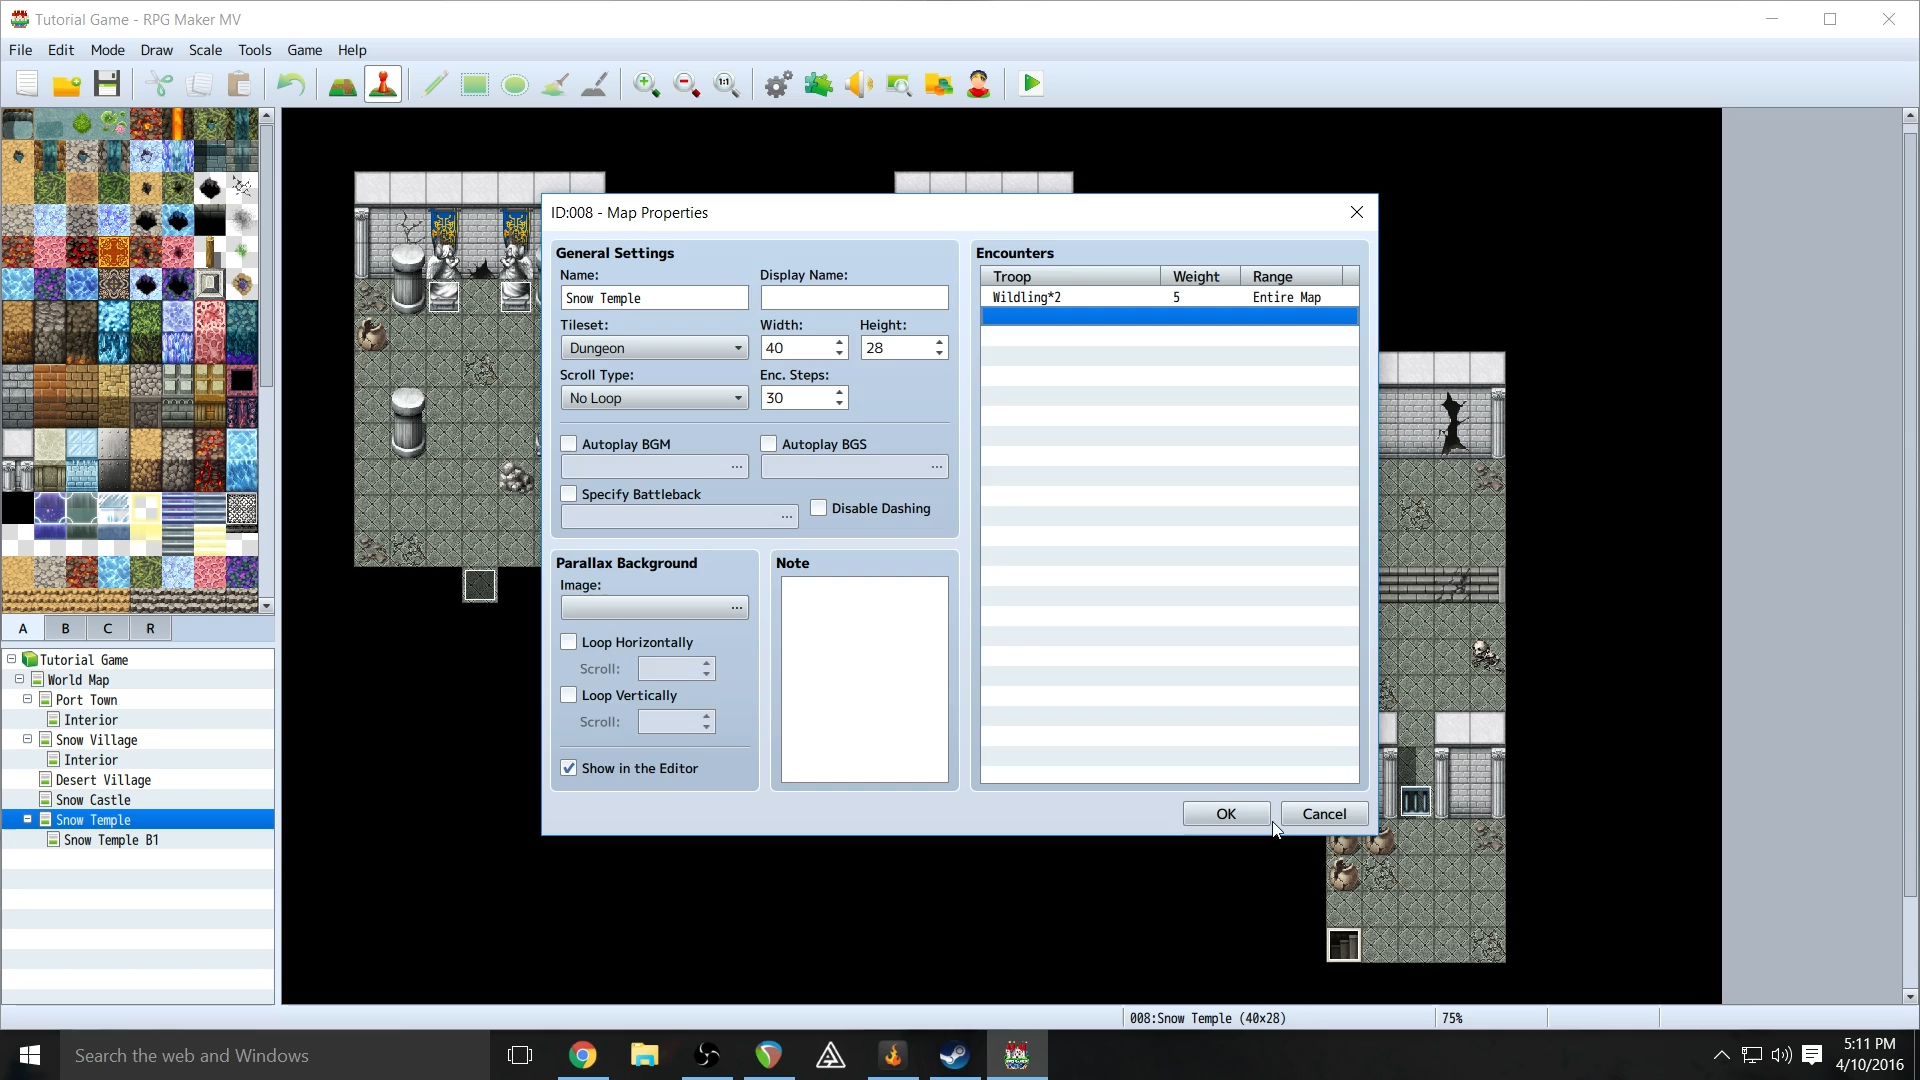 Tutorial Game - RPG Maker MV
File Edit Mode Draw Scale Tools Game Help
1:1
ID:008 - Map Properties
General Settings
Name: Display Name:
Snow Temple
Tileset: Width: Height:
Dungeon 40 28
Scroll Type: Enc. Steps:
No Loop 30
Autoplay BGM Autoplay BGS
... ...
Specify Battleback
Disable Dashing
...
Parallax Background
Image:
...
Loop Horizontally
Scroll:
Loop Vertically
Scroll:
Show in the Editor
Note
Encounters
Troop Weight Range
Wildling*2 5 Entire Map
OK Cancel
A B C R
Tutorial Game
World Map
Port Town
Interior
Snow Village
Interior
Desert Village
Snow Castle
Snow Temple
Snow Temple B1
008:Snow Temple (40x28) 75%
Search the web and Windows
5:11 PM
4/10/2016